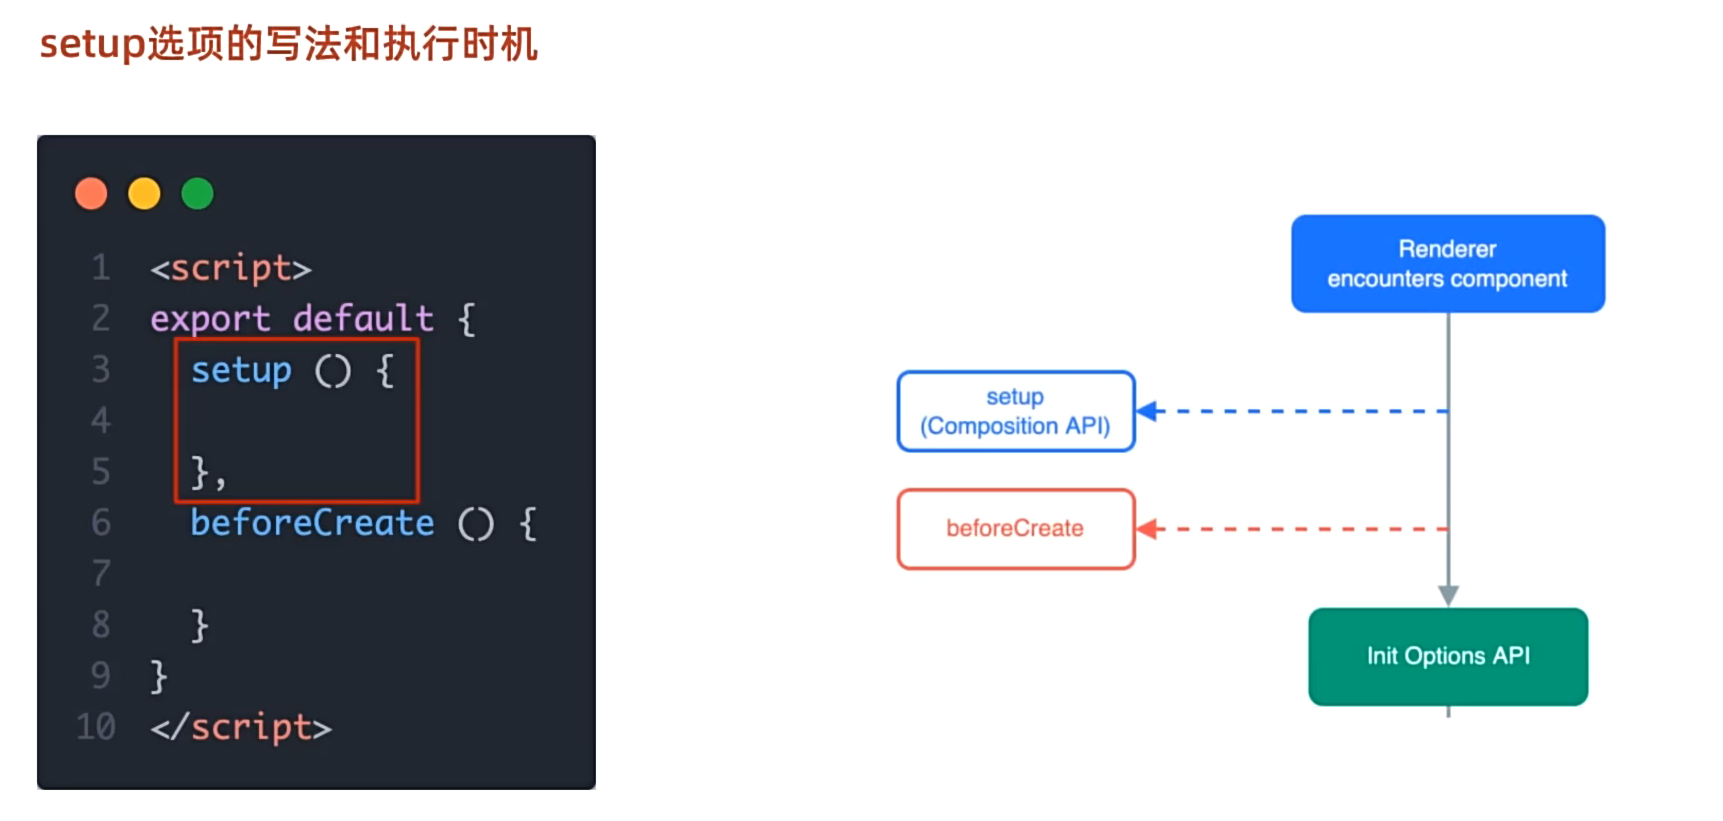 setup选项的写法和执行时机
1 <script>
2 export default {
3 setup () {
4
5 },
6 beforeCreate () {
7
8 }
9 }
10 </script>
Renderer
encounters component
setup
(Composition API)
beforeCreate
Init Options API